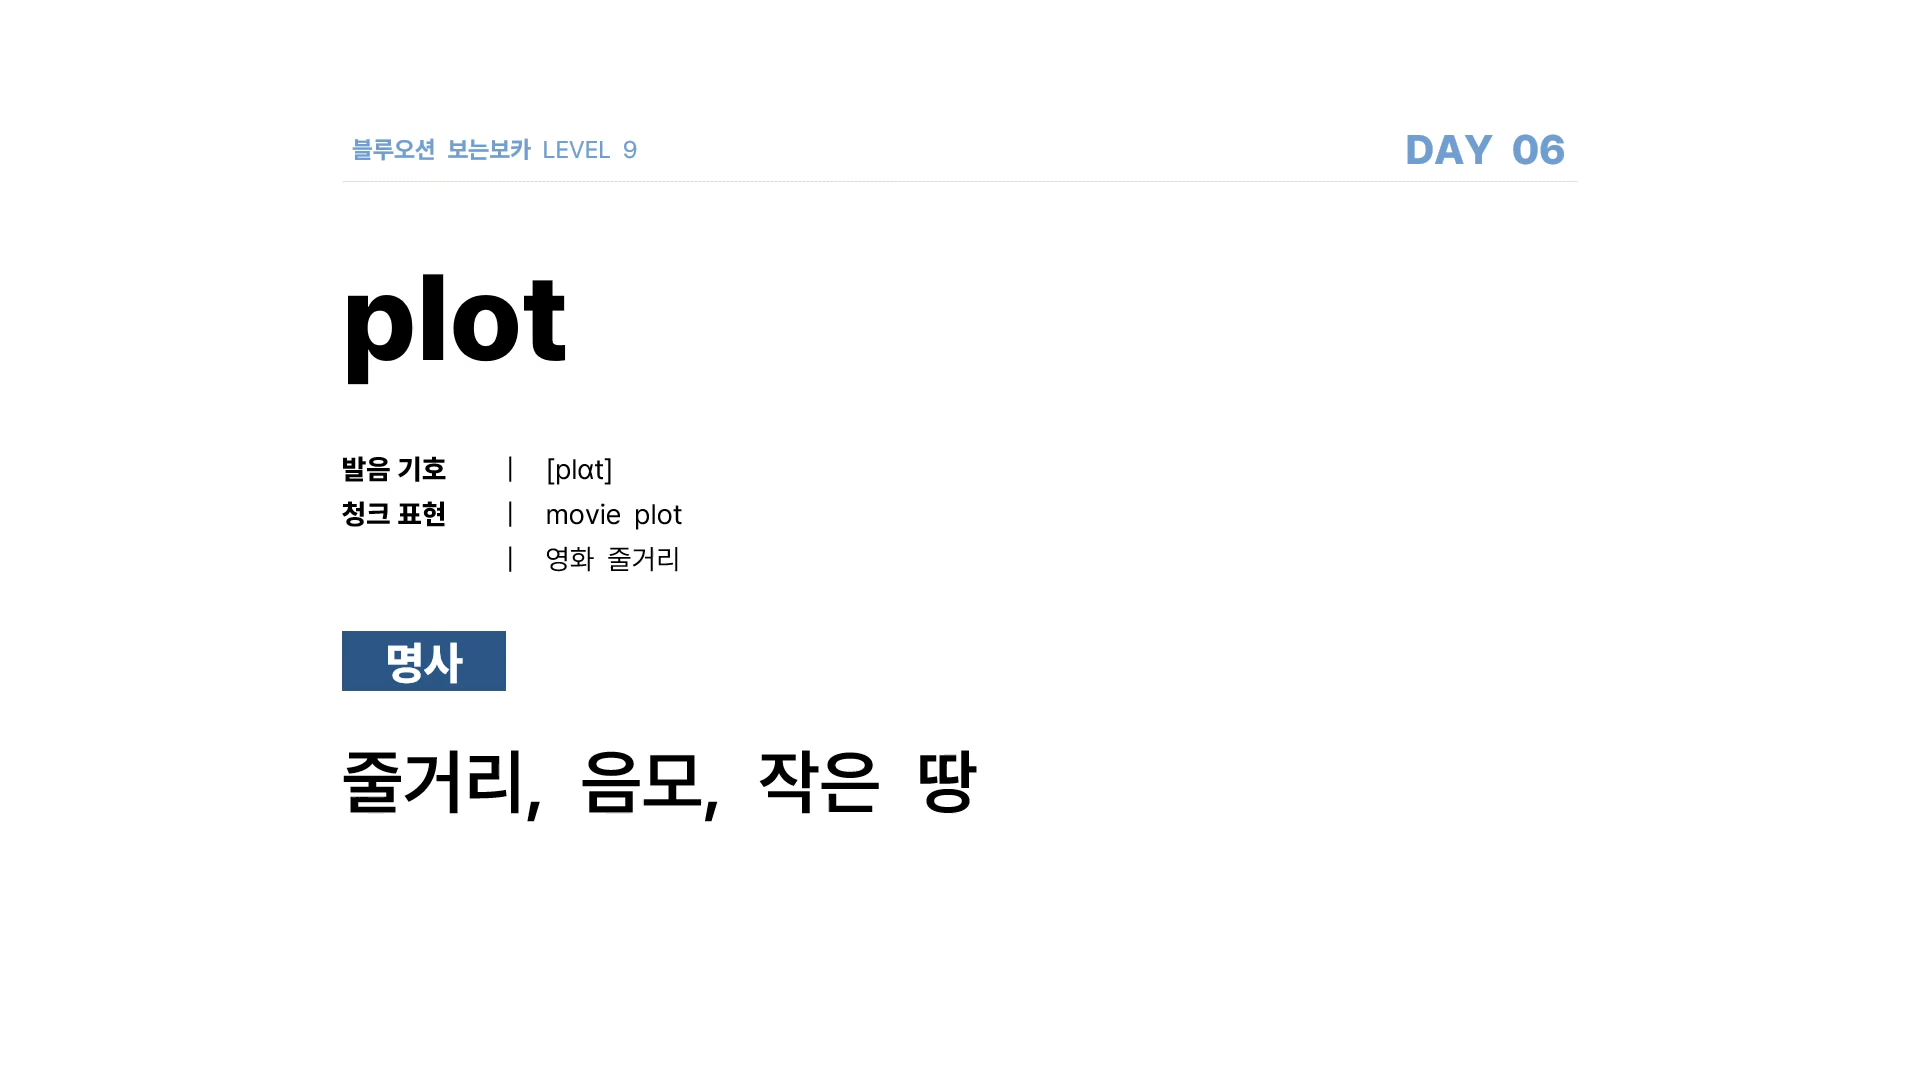 블루오션 보는보카 LEVEL 9
DAY 06
plot
발음 기호 | [plɑt]
청크 표현 | movie plot
| 영화 줄거리
명사
줄거리, 음모, 작은 땅